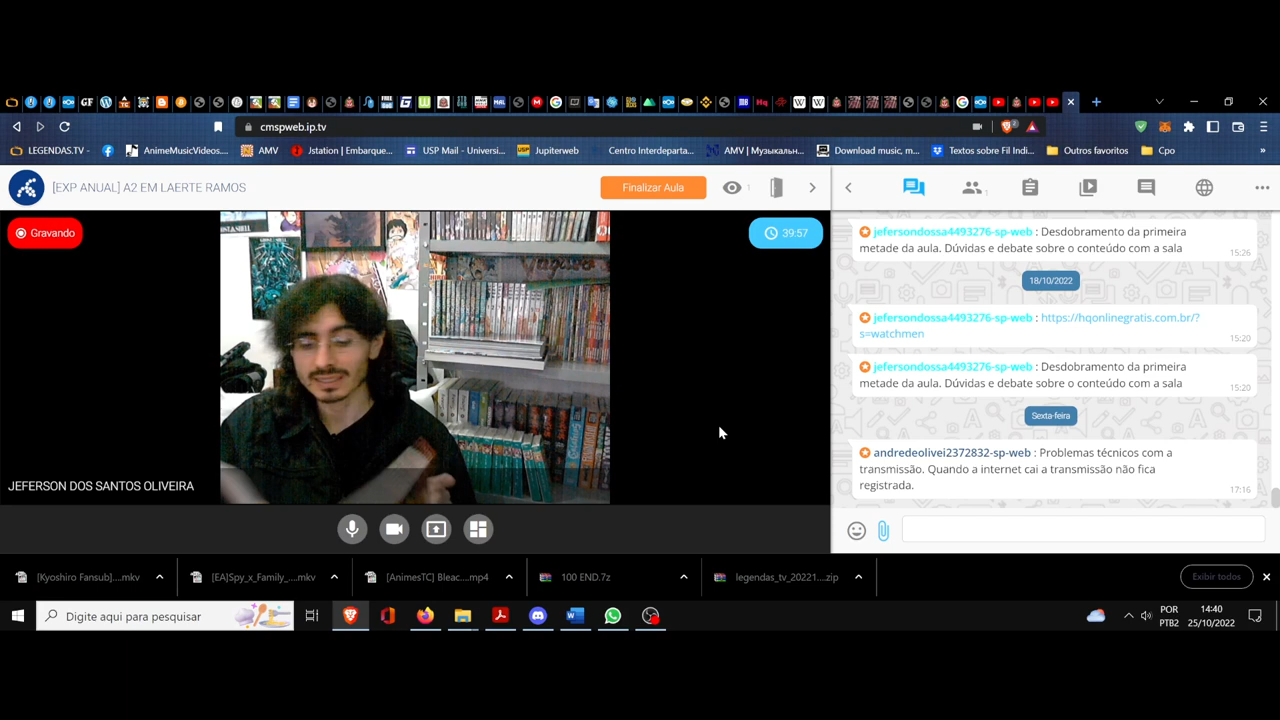 cmspweb.ip.tv
LEGENDAS.TV -
AnimeMusicVideos...
AMV
Jstation | Embarque...
USP Mail - Universi...
Jupiterweb
Centro Interdeparta...
AMV | Музыкальн...
Download music, m...
Textos sobre Fil Indi...
Outros favoritos
Cpo
»
[EXP ANUAL] A2 EM LAERTE RAMOS
Finalizar Aula
1
1
Gravando
39:57
JEFERSON DOS SANTOS OLIVEIRA
jefersondossa4493276-sp-web : Desdobramento da primeira
metade da aula. Dúvidas e debate sobre o conteúdo com a sala
15:26
18/10/2022
jefersondossa4493276-sp-web : https://hqonlinegratis.com.br/?
s=watchmen
15:20
jefersondossa4493276-sp-web : Desdobramento da primeira
metade da aula. Dúvidas e debate sobre o conteúdo com a sala
15:20
Sexta-feira
andredeolivei2372832-sp-web : Problemas técnicos com a
transmissão. Quando a internet cai a transmissão não fica
registrada.
17:16
[Kyoshiro Fansub]....mkv
[EA]Spy_x_Family_....mkv
[AnimesTC] Bleac....mp4
100 END.7z
legendas_tv_20221....zip
Exibir todos
Digite aqui para pesquisar
POR
PTB2
14:40
25/10/2022